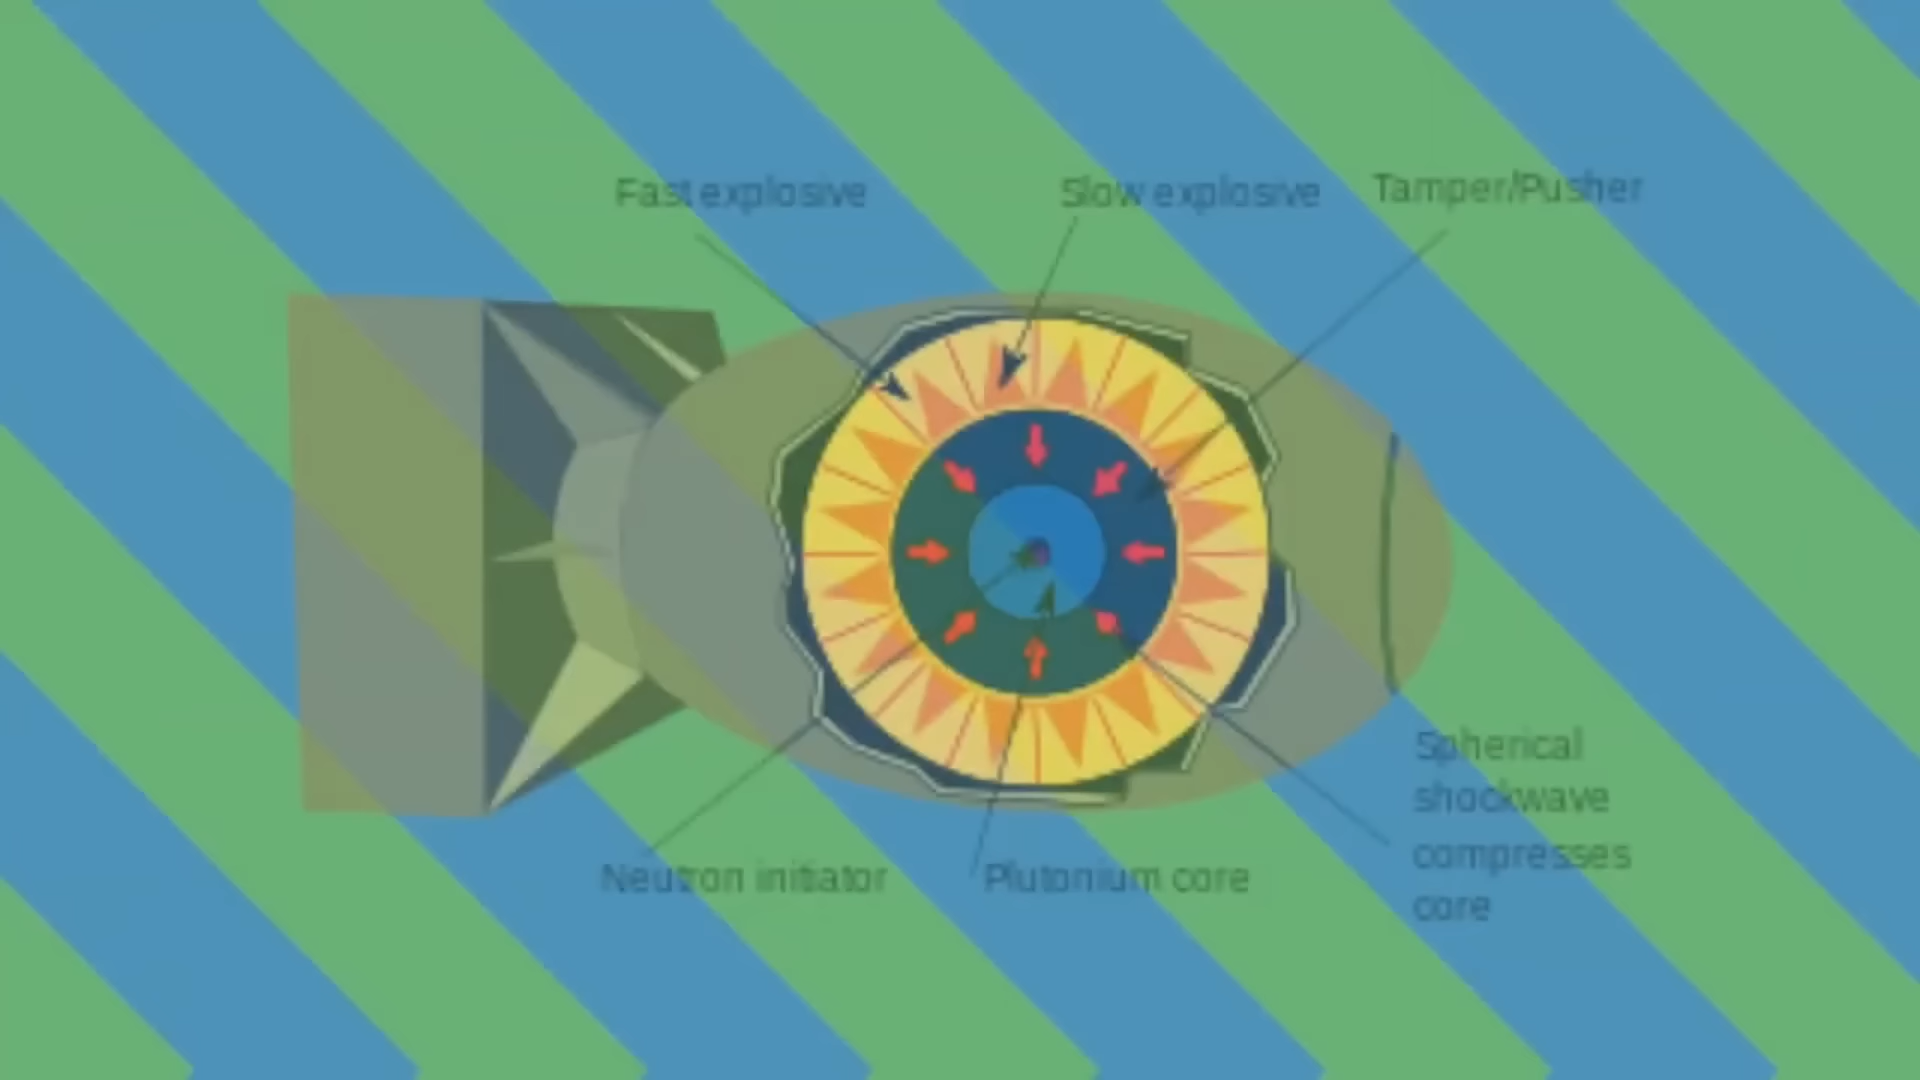 Fast explosive
Slow explosive
Tamper/Pusher
Spherical
shockwave
compresses
core
Neutron initiator
Plutonium core